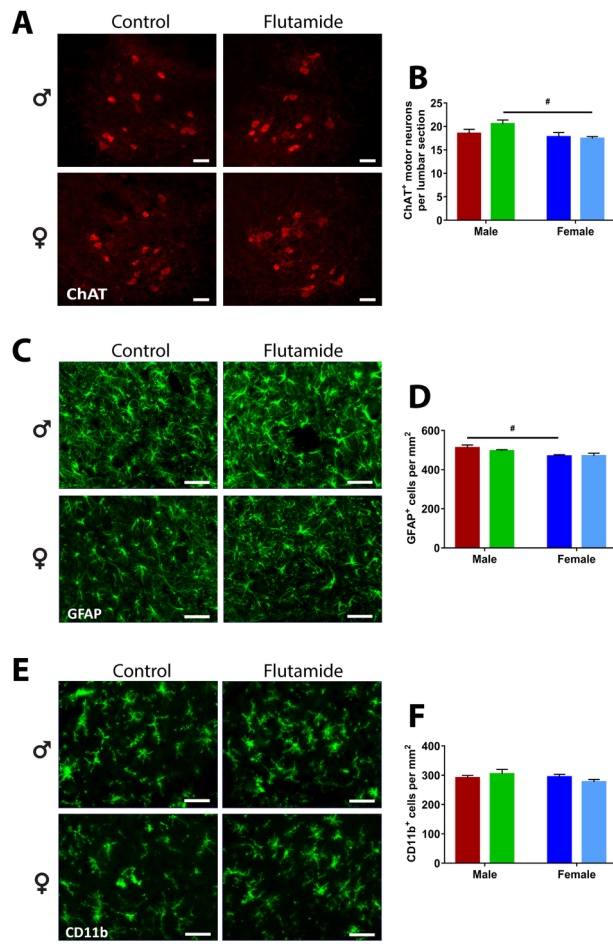 A
Control Flutamide
♂
♀
ChAT
B
ChAT+ motor neurons
per lumbar section
25
20
15
10
5
0
#
Male Female
C
Control Flutamide
♂
♀
GFAP
D
GFAP+ cells per mm2
600
400
200
0
#
Male Female
E
Control Flutamide
♂
♀
CD11b
F
CD11b+ cells per mm2
400
300
200
100
0
Male Female